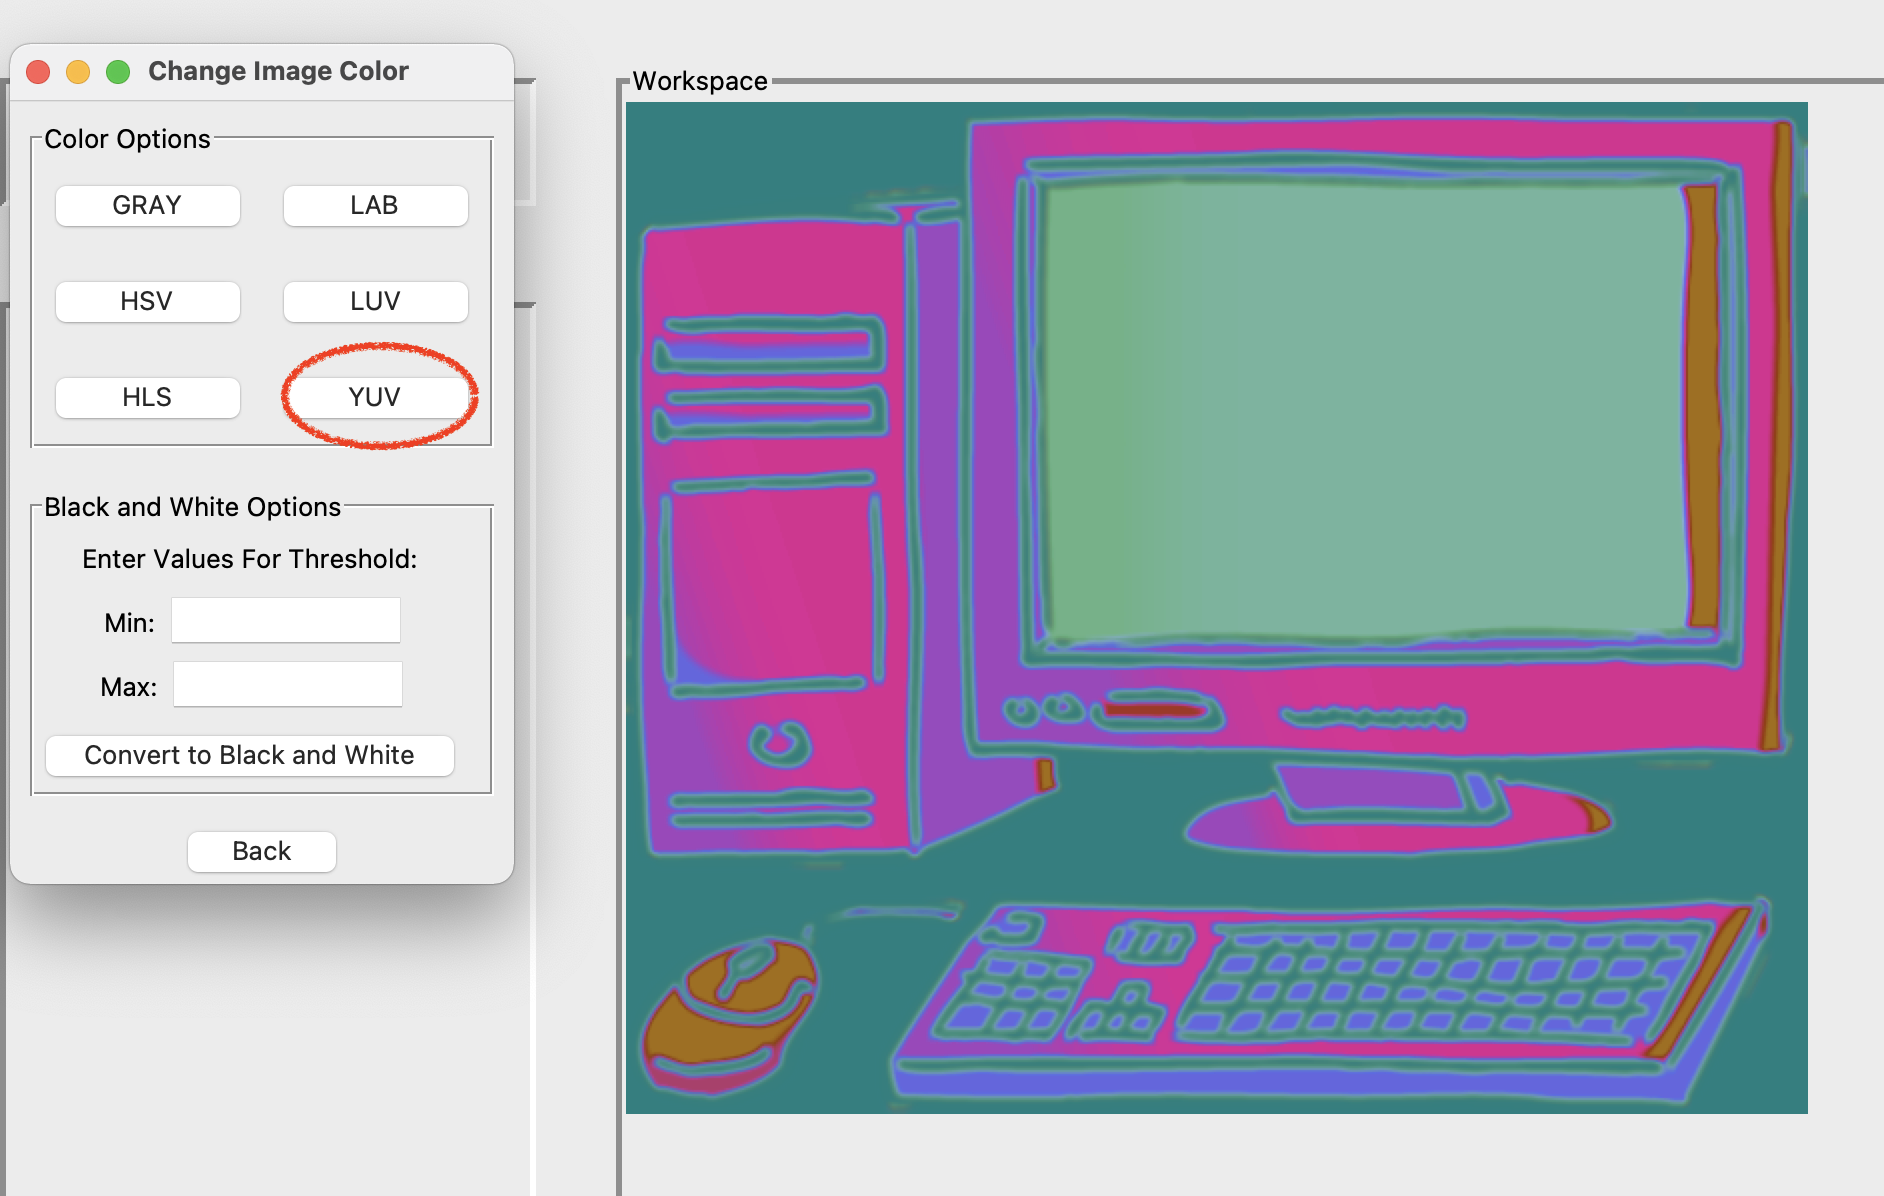 Change Image Color
Workspace
Color Options
GRAY
LAB
HSV
LUV
HLS
YUV
Black and White Options
Enter Values For Threshold:
Min:
Max:
Convert to Black and White
Back